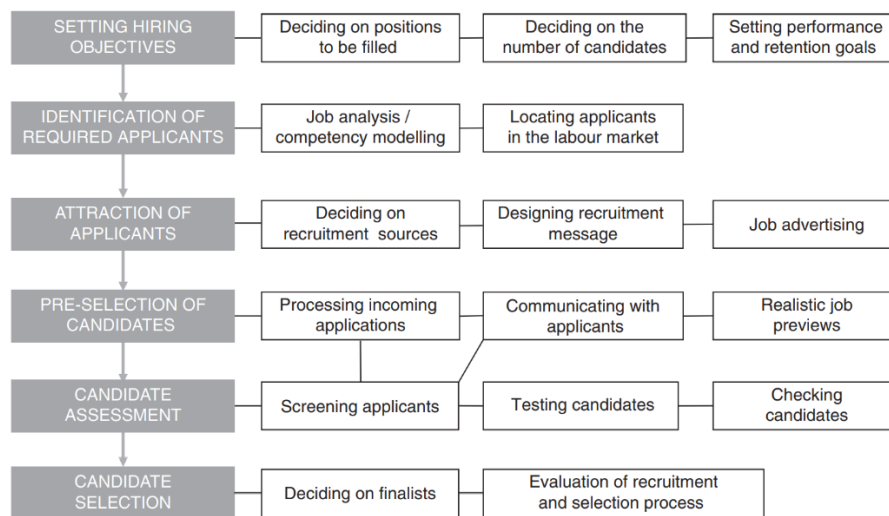 SETTING HIRING
OBJECTIVES
Deciding on positions
to be filled
Deciding on the
number of candidates
Setting performance
and retention goals
IDENTIFICATION OF
REQUIRED APPLICANTS
Job analysis /
competency modelling
Locating applicants
in the labour market
ATTRACTION OF
APPLICANTS
Deciding on
recruitment sources
Designing recruitment
message
Job advertising
PRE-SELECTION OF
CANDIDATES
Processing incoming
applications
Communicating with
applicants
Realistic job
previews
CANDIDATE
ASSESSMENT
Screening applicants
Testing candidates
Checking
candidates
CANDIDATE
SELECTION
Deciding on finalists
Evaluation of recruitment
and selection process